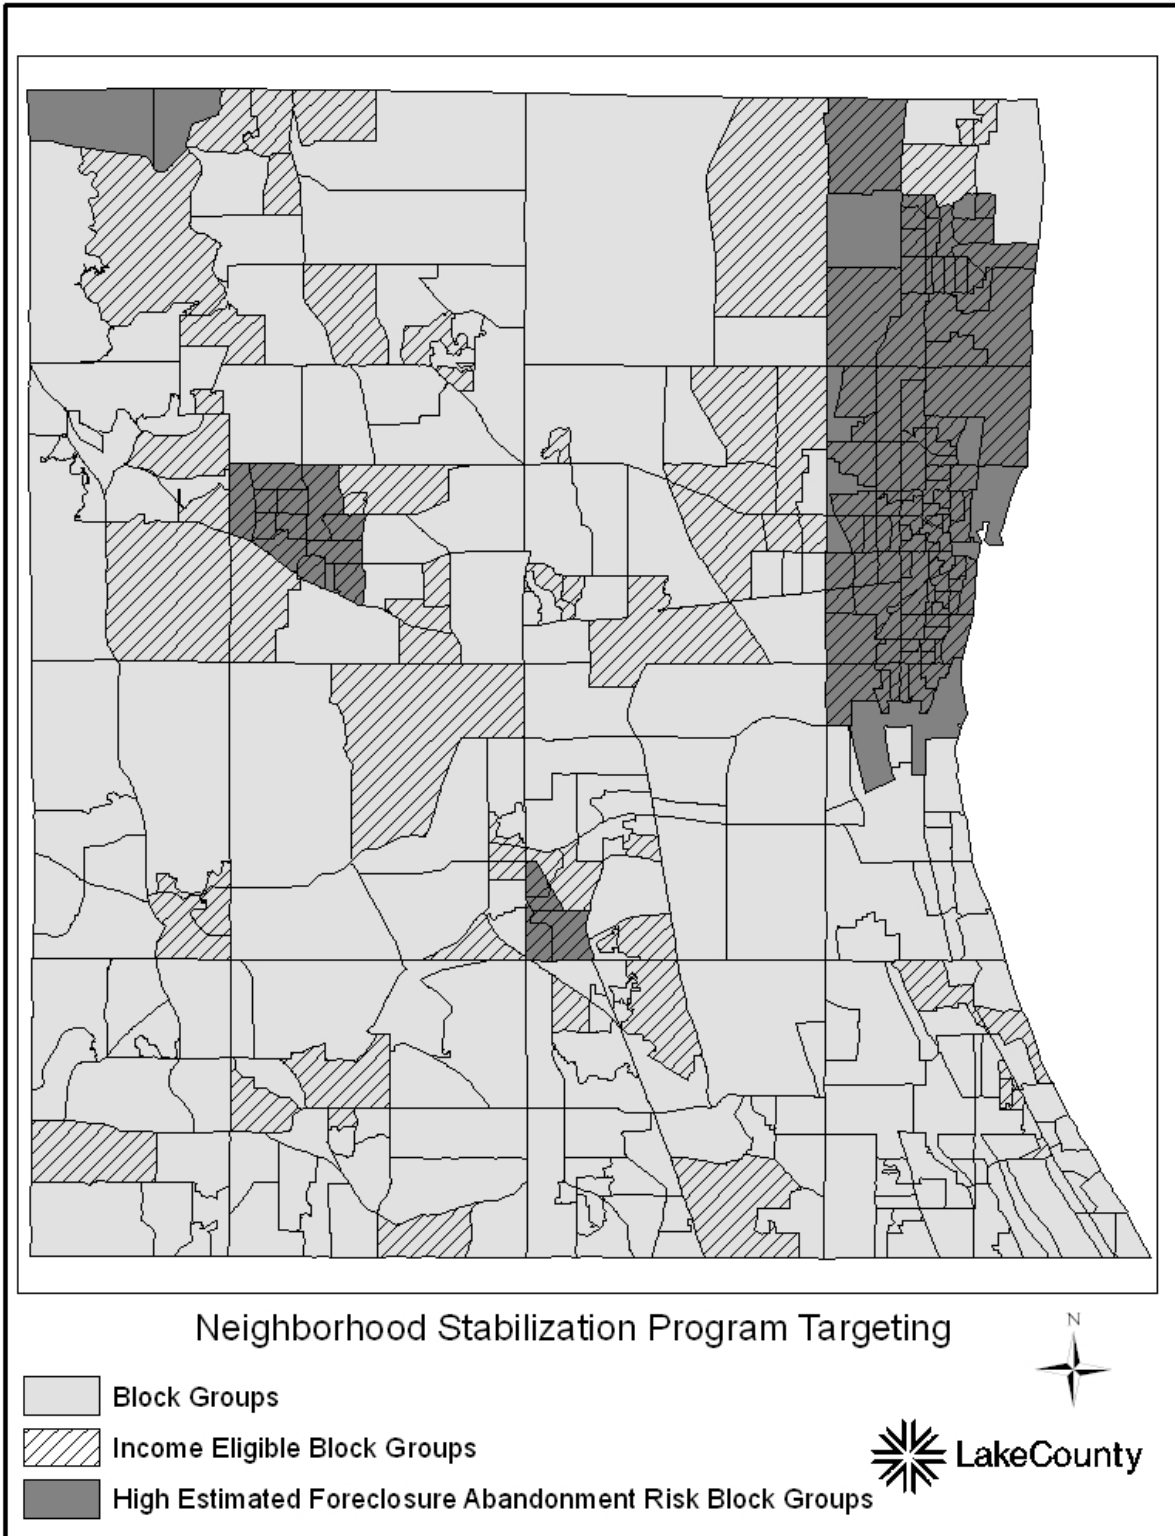 Neighborhood Stabilization Program Targeting
N
Block Groups
Income Eligible Block Groups
LakeCounty
High Estimated Foreclosure Abandonment Risk Block Groups